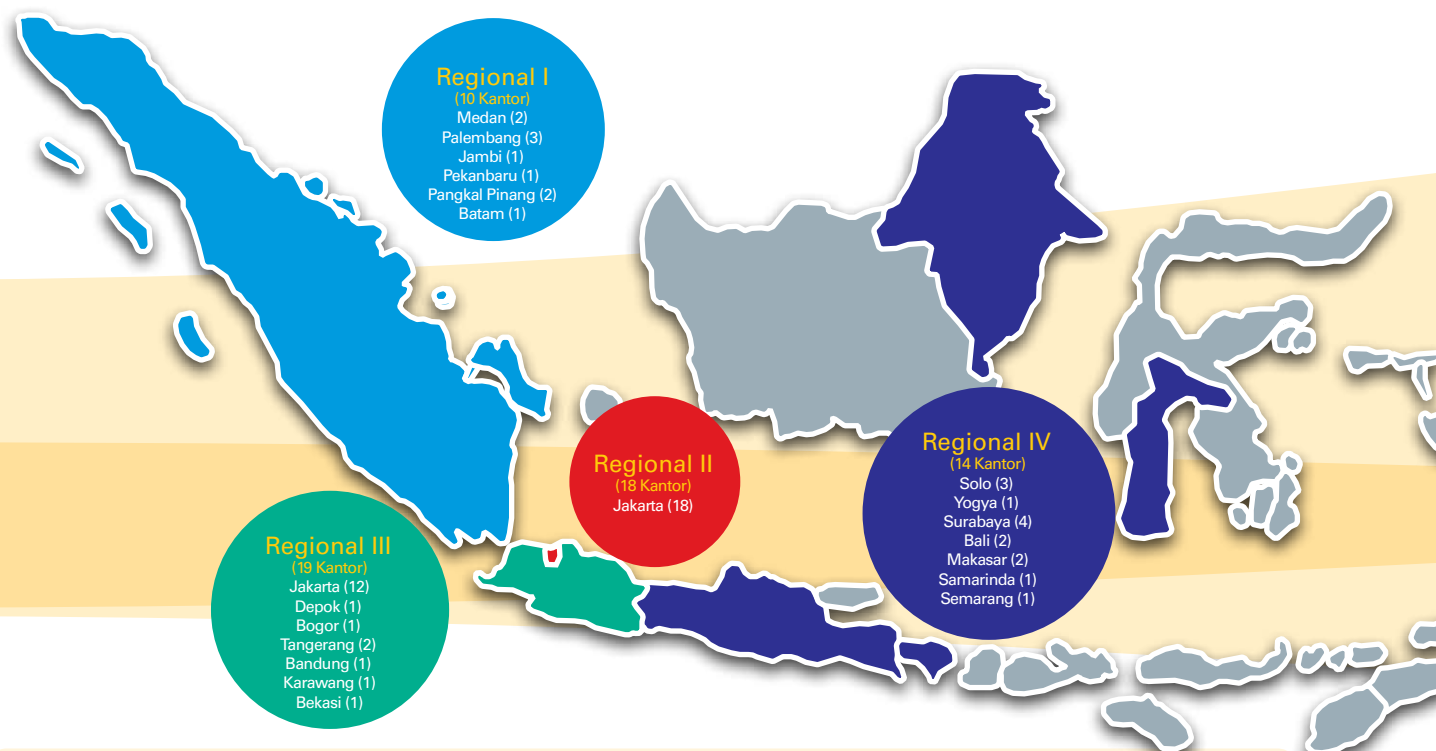 Regional I
(10 Kantor)
Medan (2)
Palembang (3)
Jambi (1)
Pekanbaru (1)
Pangkal Pinang (2)
Batam (1)
Regional II
(18 Kantor)
Jakarta (18)
Regional III
(19 Kantor)
Jakarta (12)
Depok (1)
Bogor (1)
Tangerang (2)
Bandung (1)
Karawang (1)
Bekasi (1)
Regional IV
(14 Kantor)
Solo (3)
Yogya (1)
Surabaya (4)
Bali (2)
Makasar (2)
Samarinda (1)
Semarang (1)